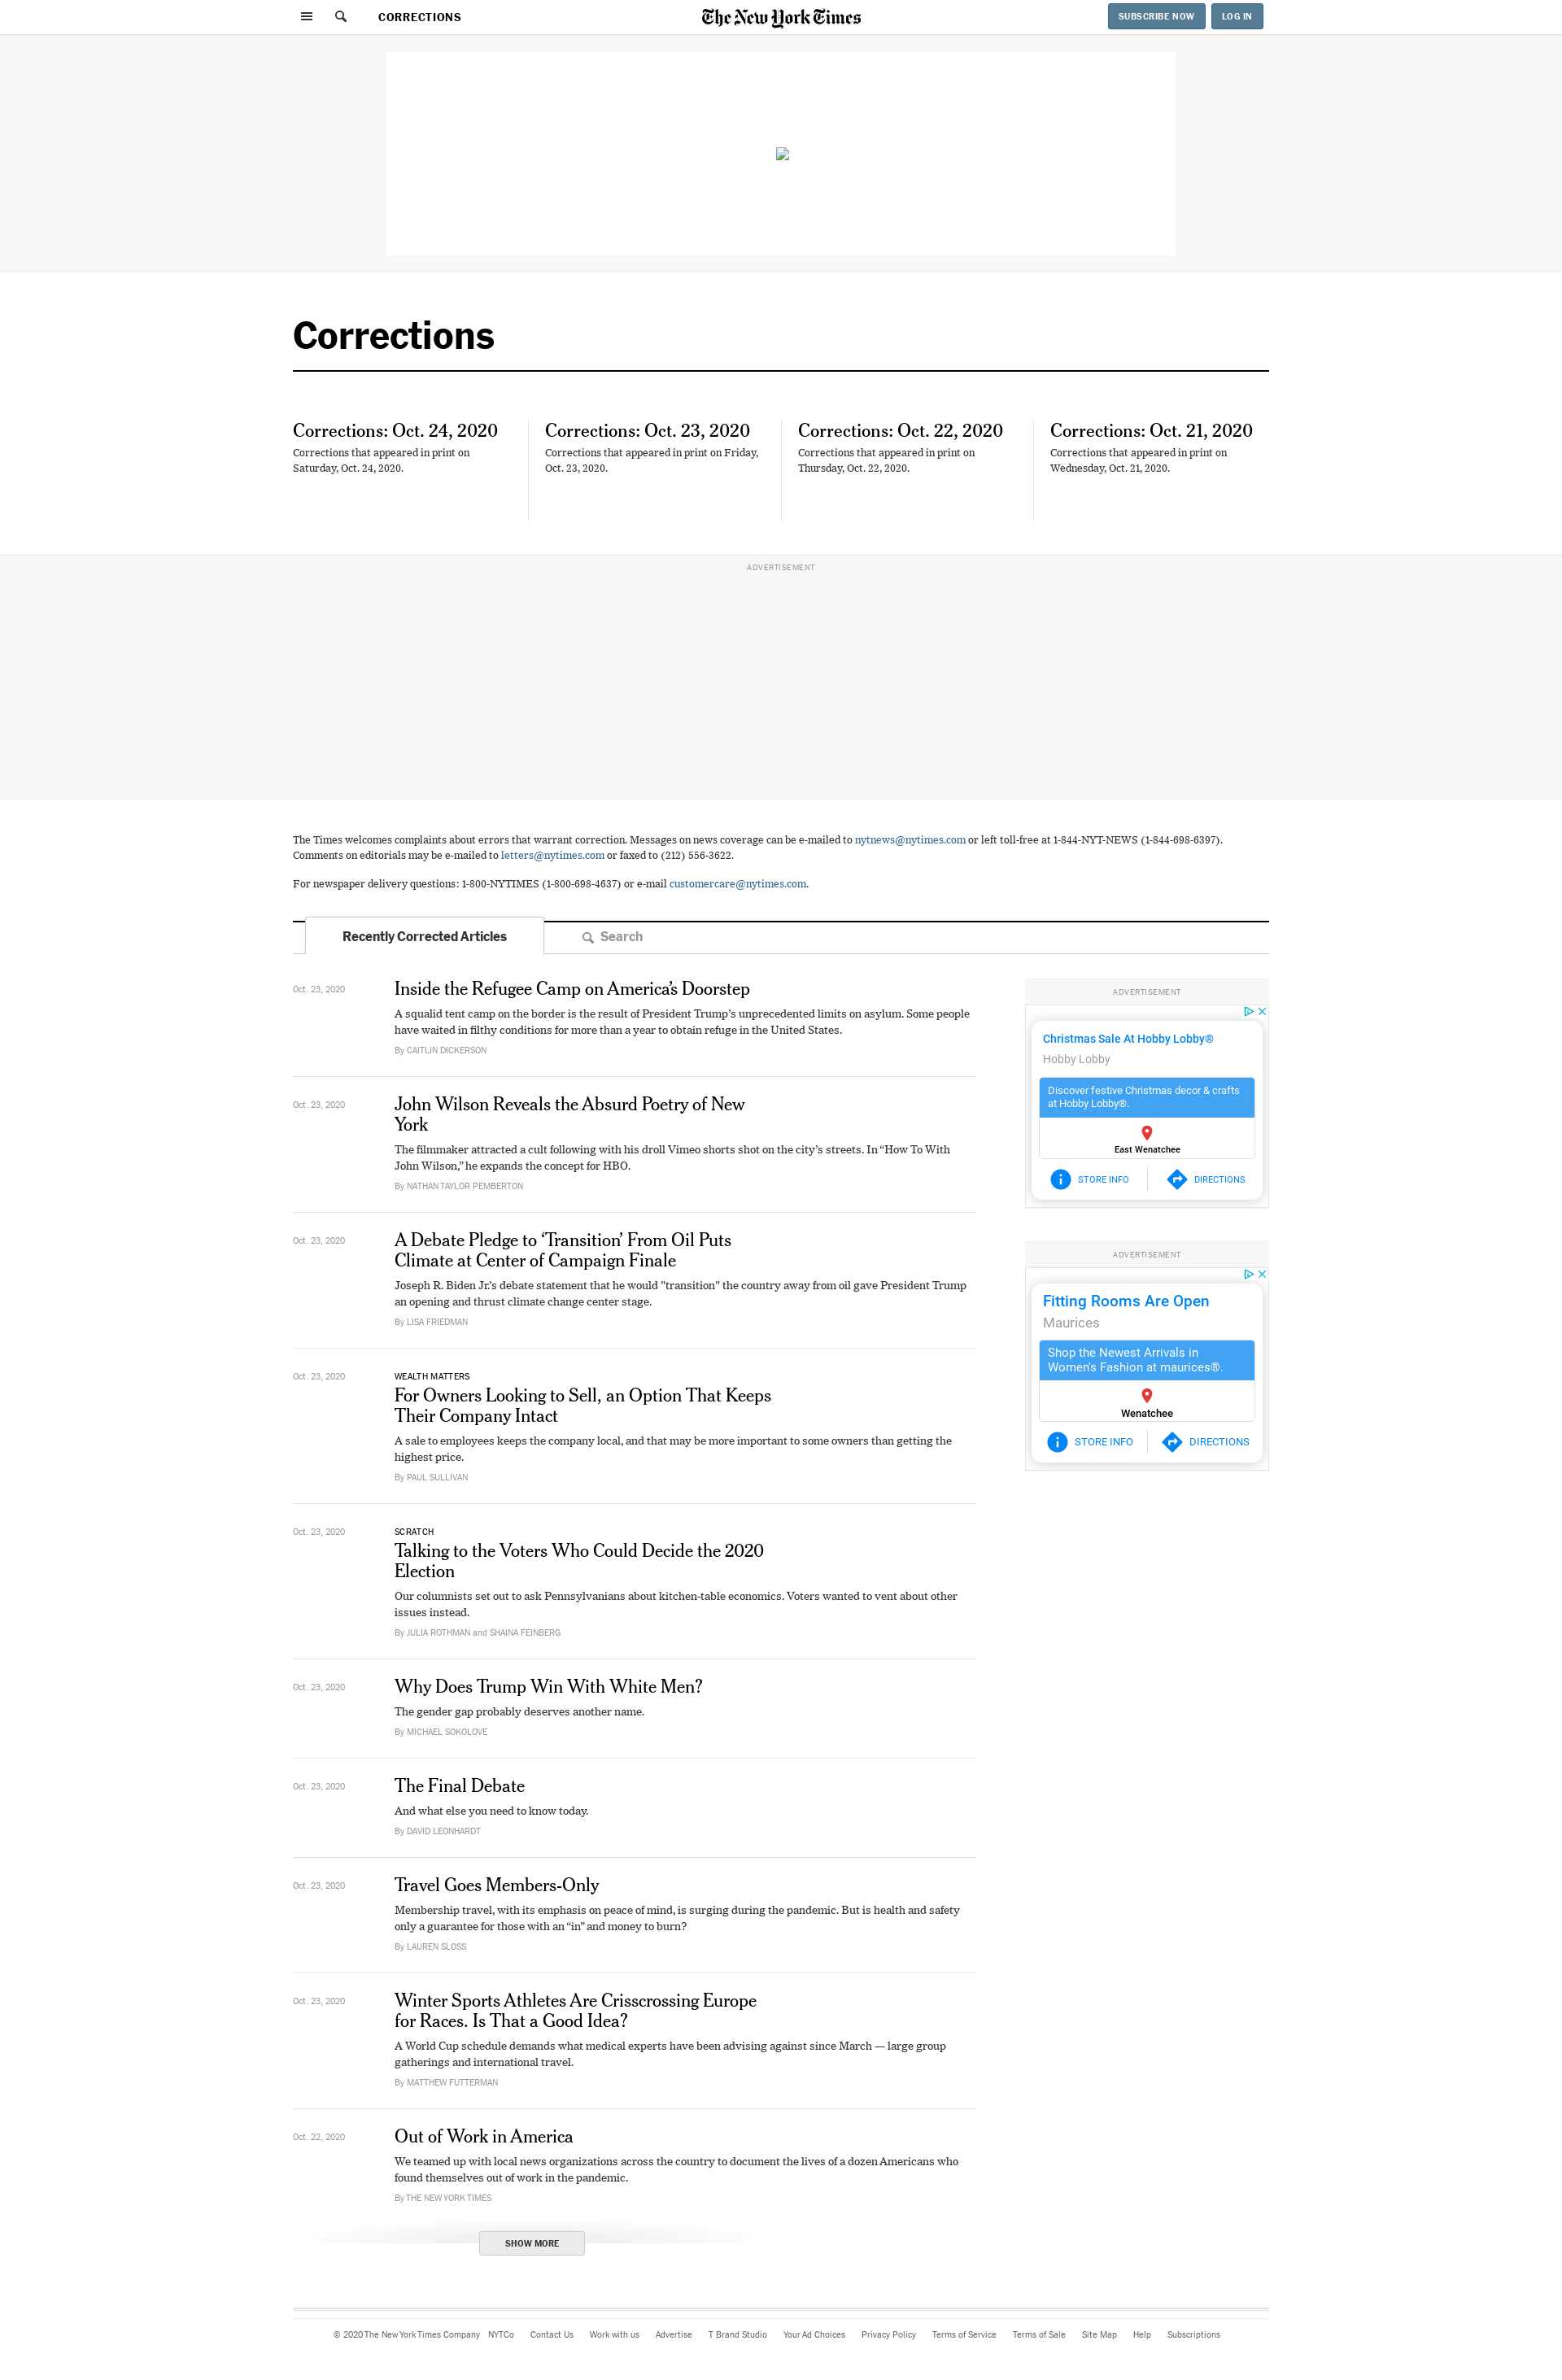 CORRECTIONS
The New York Times
SUBSCRIBE NOW
LOG IN
Corrections
Corrections: Oct. 24, 2020
Corrections that appeared in print on
Saturday, Oct. 24, 2020.
Corrections: Oct. 23, 2020
Corrections that appeared in print on Friday,
Oct. 23, 2020.
Corrections: Oct. 22, 2020
Corrections that appeared in print on
Thursday, Oct. 22, 2020.
Corrections: Oct. 21, 2020
Corrections that appeared in print on
Wednesday, Oct. 21, 2020.
ADVERTISEMENT
The Times welcomes complaints about errors that warrant correction. Messages on news coverage can be e-mailed to nytnews@nytimes.com or left toll-free at 1-844-NYT-NEWS (1-844-698-6397).
Comments on editorials may be e-mailed to letters@nytimes.com or faxed to (212) 556-3622.
For newspaper delivery questions: 1-800-NYTIMES (1-800-698-4637) or e-mail customercare@nytimes.com.
Recently Corrected Articles
Search
Oct. 23, 2020
Inside the Refugee Camp on America’s Doorstep
A squalid tent camp on the border is the result of President Trump’s unprecedented limits on asylum. Some people
have waited in filthy conditions for more than a year to obtain refuge in the United States.
By CAITLIN DICKERSON
Oct. 23, 2020
John Wilson Reveals the Absurd Poetry of New
York
The filmmaker attracted a cult following with his droll Vimeo shorts shot on the city’s streets. In “How To With
John Wilson,” he expands the concept for HBO.
By NATHAN TAYLOR PEMBERTON
Oct. 23, 2020
A Debate Pledge to ‘Transition’ From Oil Puts
Climate at Center of Campaign Finale
Joseph R. Biden Jr.’s debate statement that he would "transition" the country away from oil gave President Trump
an opening and thrust climate change center stage.
By LISA FRIEDMAN
Oct. 23, 2020
WEALTH MATTERS
For Owners Looking to Sell, an Option That Keeps
Their Company Intact
A sale to employees keeps the company local, and that may be more important to some owners than getting the
highest price.
By PAUL SULLIVAN
Oct. 23, 2020
SCRATCH
Talking to the Voters Who Could Decide the 2020
Election
Our columnists set out to ask Pennsylvanians about kitchen-table economics. Voters wanted to vent about other
issues instead.
By JULIA ROTHMAN and SHAINA FEINBERG
Oct. 23, 2020
Why Does Trump Win With White Men?
The gender gap probably deserves another name.
By MICHAEL SOKOLOVE
Oct. 23, 2020
The Final Debate
And what else you need to know today.
By DAVID LEONHARDT
Oct. 23, 2020
Travel Goes Members-Only
Membership travel, with its emphasis on peace of mind, is surging during the pandemic. But is health and safety
only a guarantee for those with an “in” and money to burn?
By LAUREN SLOSS
Oct. 23, 2020
Winter Sports Athletes Are Crisscrossing Europe
for Races. Is That a Good Idea?
A World Cup schedule demands what medical experts have been advising against since March — large group
gatherings and international travel.
By MATTHEW FUTTERMAN
Oct. 22, 2020
Out of Work in America
We teamed up with local news organizations across the country to document the lives of a dozen Americans who
found themselves out of work in the pandemic.
By THE NEW YORK TIMES
SHOW MORE
ADVERTISEMENT
Christmas Sale At Hobby Lobby®
Hobby Lobby
Discover festive Christmas decor & crafts
at Hobby Lobby®.
East Wenatchee
STORE INFO
DIRECTIONS
ADVERTISEMENT
Fitting Rooms Are Open
Maurices
Shop the Newest Arrivals in
Women's Fashion at maurices®.
Wenatchee
STORE INFO
DIRECTIONS
© 2020 The New York Times Company NYTCo Contact Us Work with us Advertise T Brand Studio Your Ad Choices Privacy Policy Terms of Service Terms of Sale Site Map Help Subscriptions